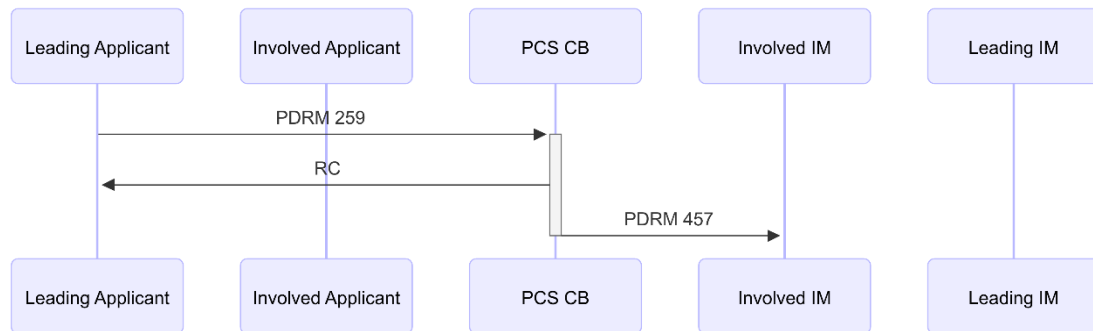 Leading Applicant
Involved Applicant
PCS CB
Involved IM
Leading IM
PDRM 259
RC
PDRM 457
Leading Applicant
Involved Applicant
PCS CB
Involved IM
Leading IM